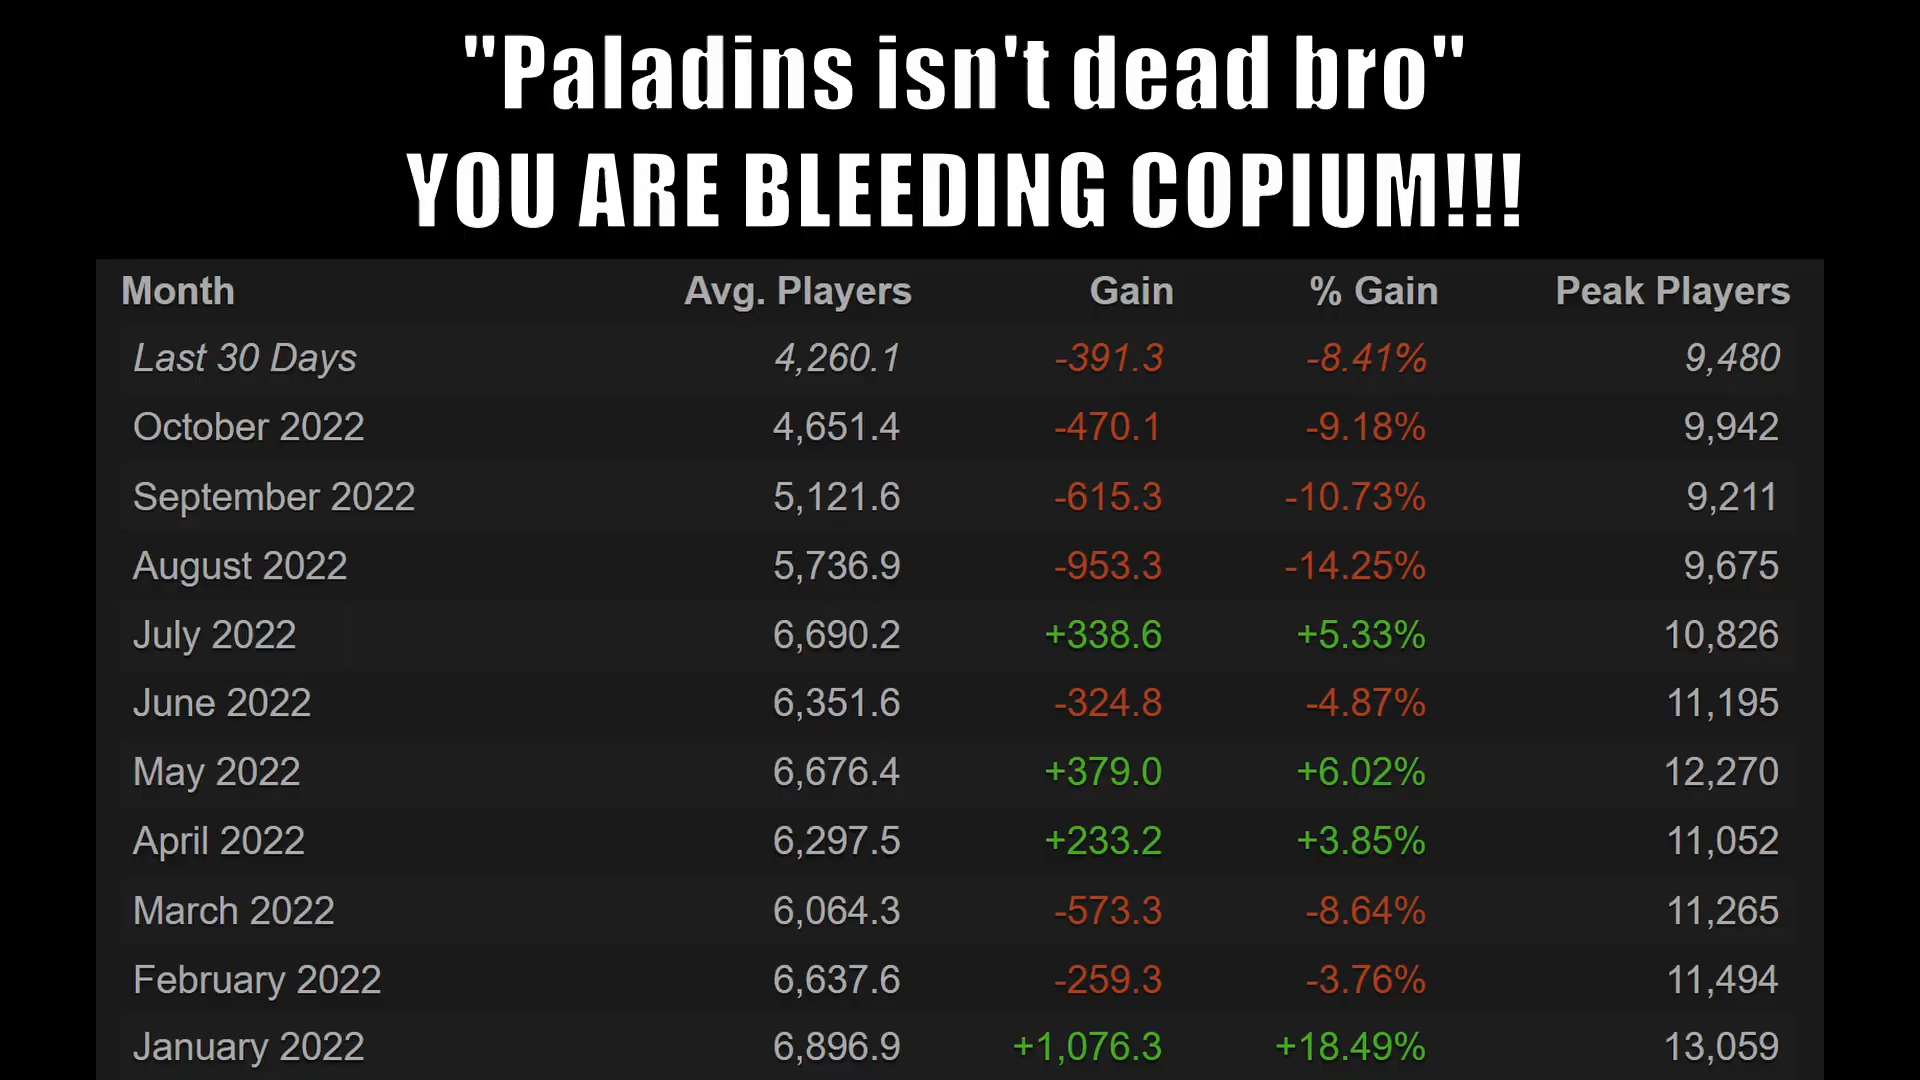 "Paladins isn't dead bro"
YOU ARE BLEEDING COPIUM!!!
Month Avg. Players Gain % Gain Peak Players
Last 30 Days 4,260.1 -391.3 -8.41% 9,480
October 2022 4,651.4 -470.1 -9.18% 9,942
September 2022 5,121.6 -615.3 -10.73% 9,211
August 2022 5,736.9 -953.3 -14.25% 9,675
July 2022 6,690.2 +338.6 +5.33% 10,826
June 2022 6,351.6 -324.8 -4.87% 11,195
May 2022 6,676.4 +379.0 +6.02% 12,270
April 2022 6,297.5 +233.2 +3.85% 11,052
March 2022 6,064.3 -573.3 -8.64% 11,265
February 2022 6,637.6 -259.3 -3.76% 11,494
January 2022 6,896.9 +1,076.3 +18.49% 13,059